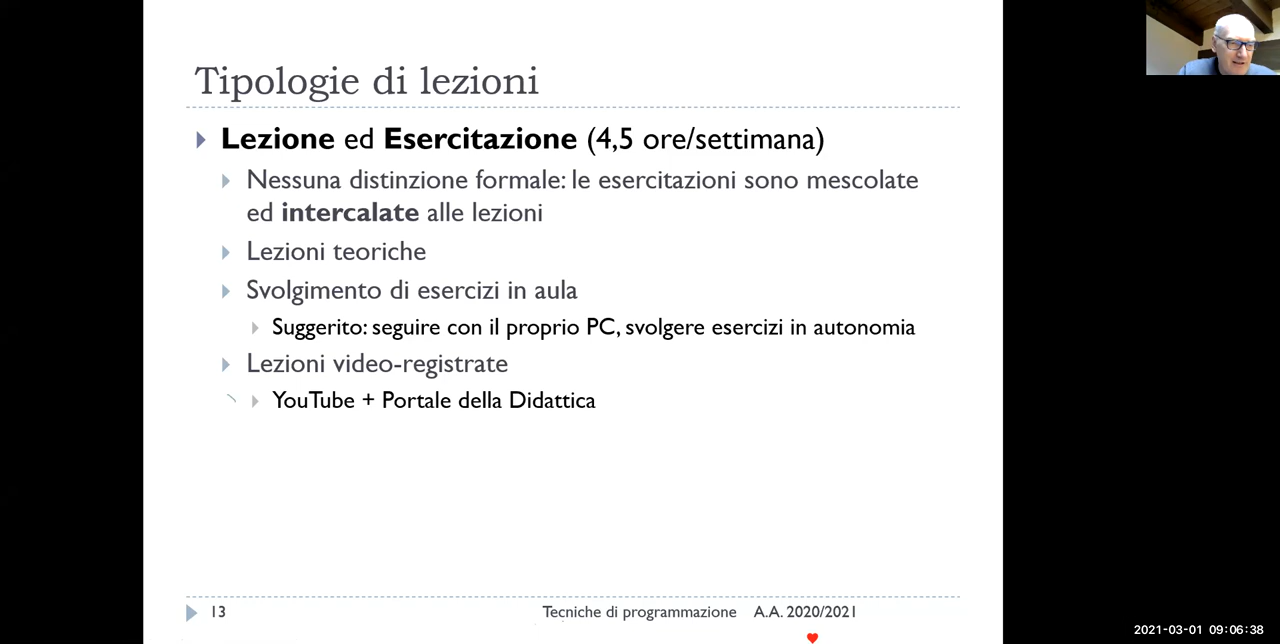 Tipologie di lezioni
Lezione ed Esercitazione (4,5 ore/settimana)
Nessuna distinzione formale: le esercitazioni sono mescolate
ed intercalate alle lezioni
Lezioni teoriche
Svolgimento di esercizi in aula
Suggerito: seguire con il proprio PC, svolgere esercizi in autonomia
Lezioni video-registrate
YouTube + Portale della Didattica
13
Tecniche di programmazione A.A. 2020/2021
2021-03-01 09:06:38